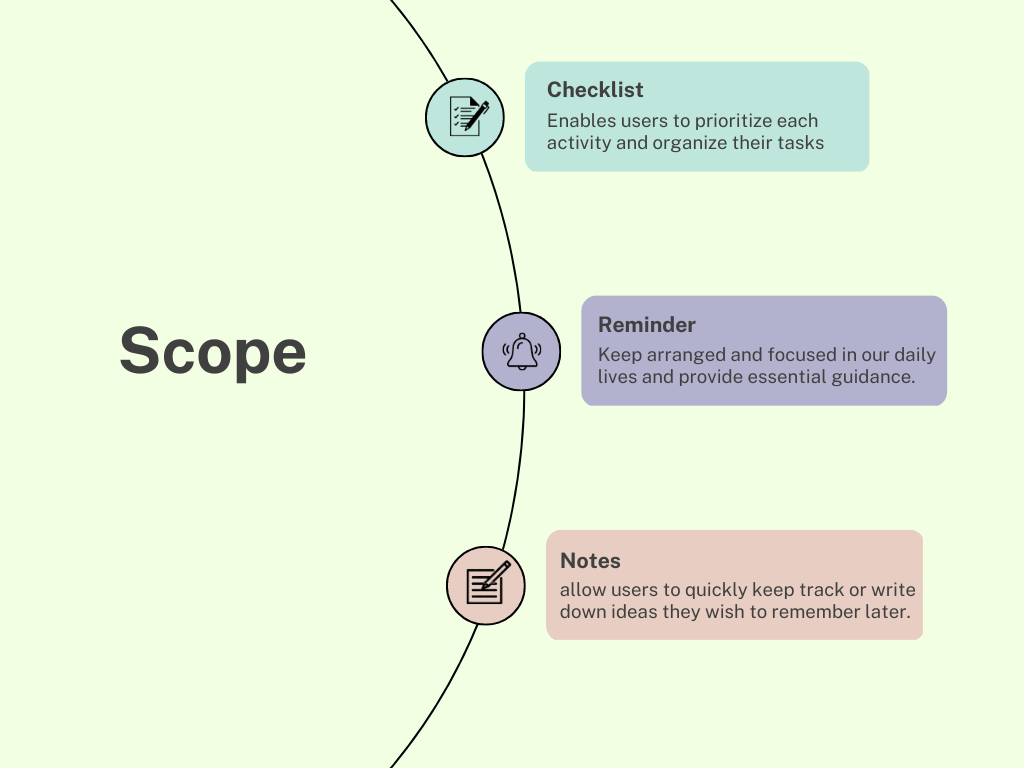 Scope
Checklist
Enables users to prioritize each
activity and organize their tasks
Reminder
Keep arranged and focused in our daily
lives and provide essential guidance.
Notes
allow users to quickly keep track or write
down ideas they wish to remember later.